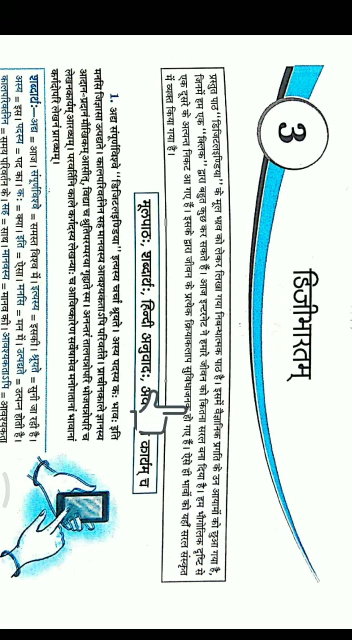 3
डिजीभारतम्
प्रस्तुत पाठ "डिजिटलइण्डिया" के मूल भाव को लेकर लिखा गया निबन्धात्मक पाठ है। इसमें वैज्ञानिक प्रगति के उन आयामों को छुआ गया है,
जिनमें हम एक "क्लिक" द्वारा बहुत कुछ कर सकते हैं। आज इन्टरनेट ने हमारे जीवन को कितना सरल बना दिया है। हम भौगोलिक दृष्टि से
एक दूसरे के अत्यन्त निकट आ गए हैं। इसके द्वारा जीवन के प्रत्येक क्रियाकलाप सुविधाजनक हो गए हैं। ऐसे ही भावों को यहाँ सरल संस्कृत
में व्यक्त किया गया है।
मूलपाठः, शब्दार्थाः, हिन्दी अनुवादः, कार्यम् च
1. अद्य संपूर्णविश्वे "डिजिटलइण्डिया" इत्यस्य चर्चा श्रूयते। अस्य पदस्य कः भावः इति
मनसि जिज्ञासा उत्पद्यते। कालपरिवर्तनेन सह मानवस्य आवश्यकताऽपि परिवर्तते। प्राचीनकाले ज्ञानस्य
आदान-प्रदानं मौखिकम् आसीत्, विद्या च श्रुतिपरम्परया गृह्यते स्म। अनन्तरं तालपत्रोपरि भोजपत्रोपरि च
लेखनकार्यम् आरब्धम्। परवर्तिनि काले कर्गदस्य लेखन्याः च आविष्कारेण सर्वेषामेव मनोगतानां भावानां
कर्गदोपरि लेखनं प्रारब्धम्।
शब्दार्थाः—अद्य = आज। संपूर्णविश्वे = समस्त विश्व में। इत्यस्य = इसकी। श्रूयते = सुनी जा रही है।
अस्य = इस। पदस्य = पद का। कः = क्या। इति = ऐसा। मनसि = मन में। उत्पद्यते = उत्पन्न होती है।
कालपरिवर्तनेन = समय परिवर्तन के। सह = साथ। मानवस्य = मानव की। आवश्यकताऽपि = आवश्यकता